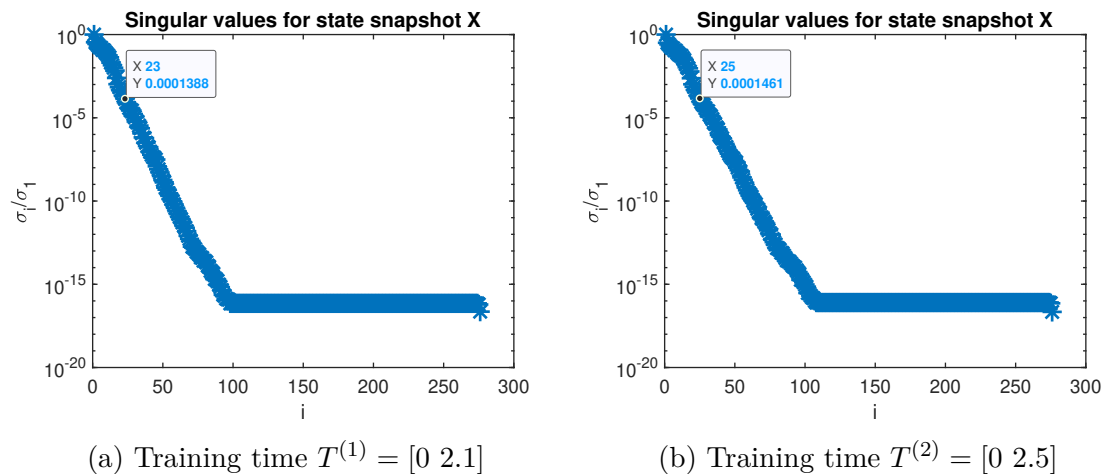 Singular values for state snapshot X
10^0
10^-5
10^-10
10^-15
10^-20
σ_i/σ_1
X 23
Y 0.0001388
0 50 100 150 200 250 300
i
(a) Training time T^(1) = [0 2.1]
Singular values for state snapshot X
10^0
10^-5
10^-10
10^-15
10^-20
σ_i/σ_1
X 25
Y 0.0001461
0 50 100 150 200 250 300
i
(b) Training time T^(2) = [0 2.5]